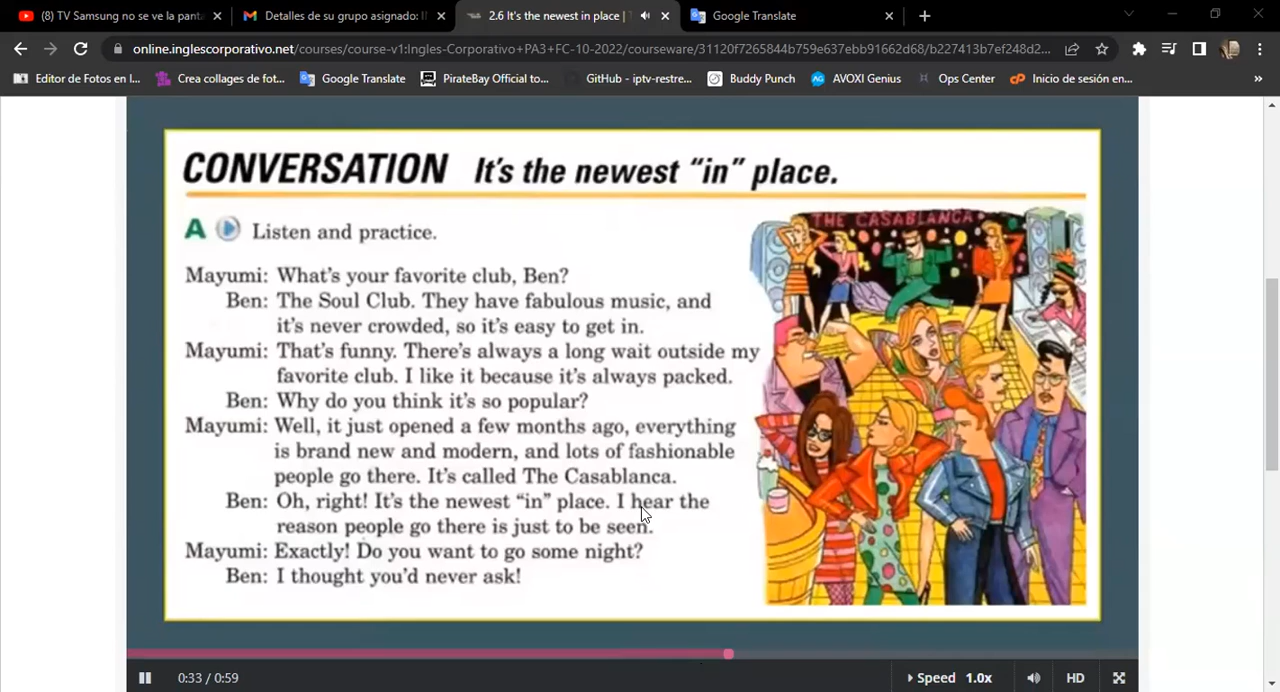 (8) TV Samsung no se ve la pant
Detalles de su grupo asignado: I
2.6 It's the newest in place |
Google Translate
online.inglescorporativo.net/courses/course-v1:Ingles-Corporativo+PA3+FC-10-2022/courseware/31120f7265844b759e637ebb91662d68/b227413b7ef248d2...
Editor de Fotos en l...
Crea collages de fot...
Google Translate
PirateBay Official to...
GitHub - iptv-restre...
Buddy Punch
AVOXI Genius
Ops Center
Inicio de sesión en...
»
CONVERSATION It's the newest "in" place.
A Listen and practice.
Mayumi: What's your favorite club, Ben?
Ben: The Soul Club. They have fabulous music, and
it's never crowded, so it's easy to get in.
Mayumi: That's funny. There's always a long wait outside my
favorite club. I like it because it's always packed.
Ben: Why do you think it's so popular?
Mayumi: Well, it just opened a few months ago, everything
is brand new and modern, and lots of fashionable
people go there. It's called The Casablanca.
Ben: Oh, right! It's the newest "in" place. I hear the
reason people go there is just to be seen.
Mayumi: Exactly! Do you want to go some night?
Ben: I thought you'd never ask!
THE CASABLANCA
0:33 / 0:59
Speed 1.0x
HD